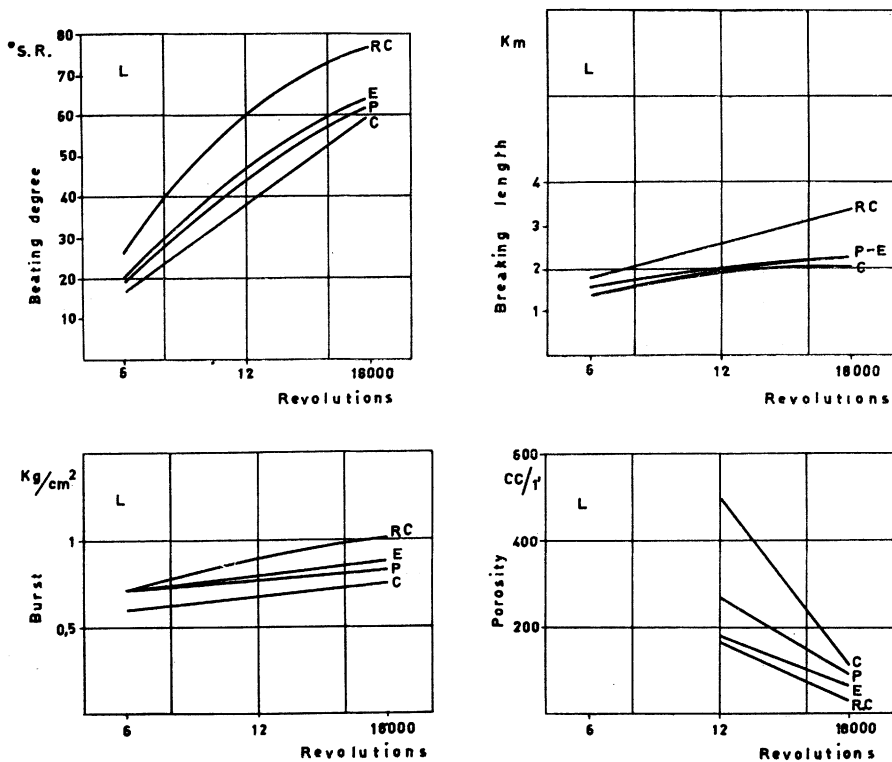 °S.R.
80
70
60
50
40
30
20
10
L
RC
E
P
C
Beating degree
6 12 18000
Revolutions
Km
L
4
3
2
1
RC
P-E
C
Breaking length
6 12 18000
Revolutions
Kg/cm²
L
1
0,5
RC
E
P
C
Burst
6 12 18000
Revolutions
600
CC/1'
400
200
L
C
P
E
RC
Porosity
6 12 18000
Revolutions